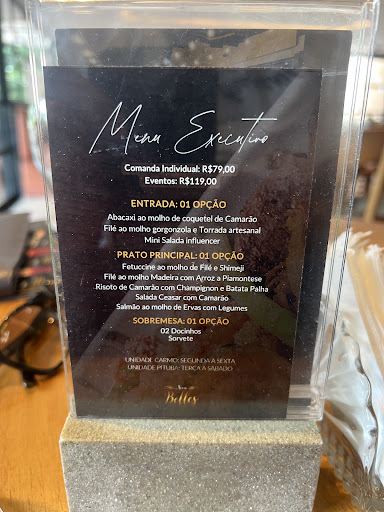 Menu Executivo
Comanda Individual: R$79,00
Eventos: R$119,00
ENTRADA: 01 OPÇÃO
Abacaxi ao molho de coquetel de Camarão
Filé ao molho gorgonzola e Torrada artesanal
Mini Salada influencer
PRATO PRINCIPAL: 01 OPÇÃO
Fetuccine ao molho de Filé e Shimeji
Filé ao molho Madeira com Arroz a Piamontese
Risoto de Camarão com Champignon e Batata Palha
Salada Ceasar com Camarão
Salmão ao molho de Ervas com Legumes
SOBREMESA: 01 OPÇÃO
02 Docinhos
Sorvete
UNIDADE CARMO: SEGUNDA A SEXTA
UNIDADE PITUBA: TERÇA A SÁBADO
Belles